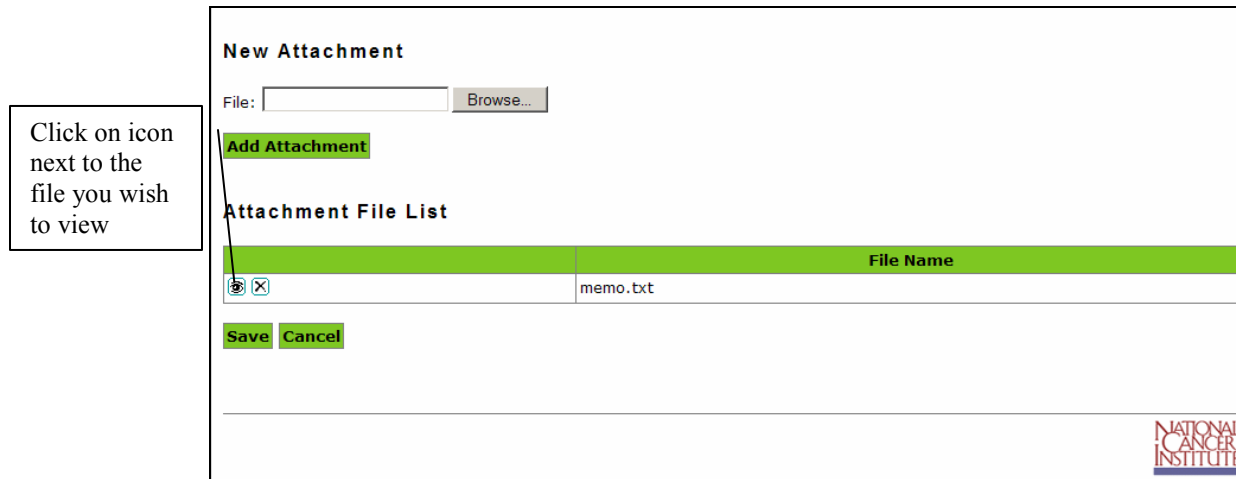 New Attachment
File: Browse...
Click on icon
next to the
file you wish
to view
Add Attachment
Attachment File List
File Name
memo.txt
Save Cancel
NATIONAL
CANCER
INSTITUTE